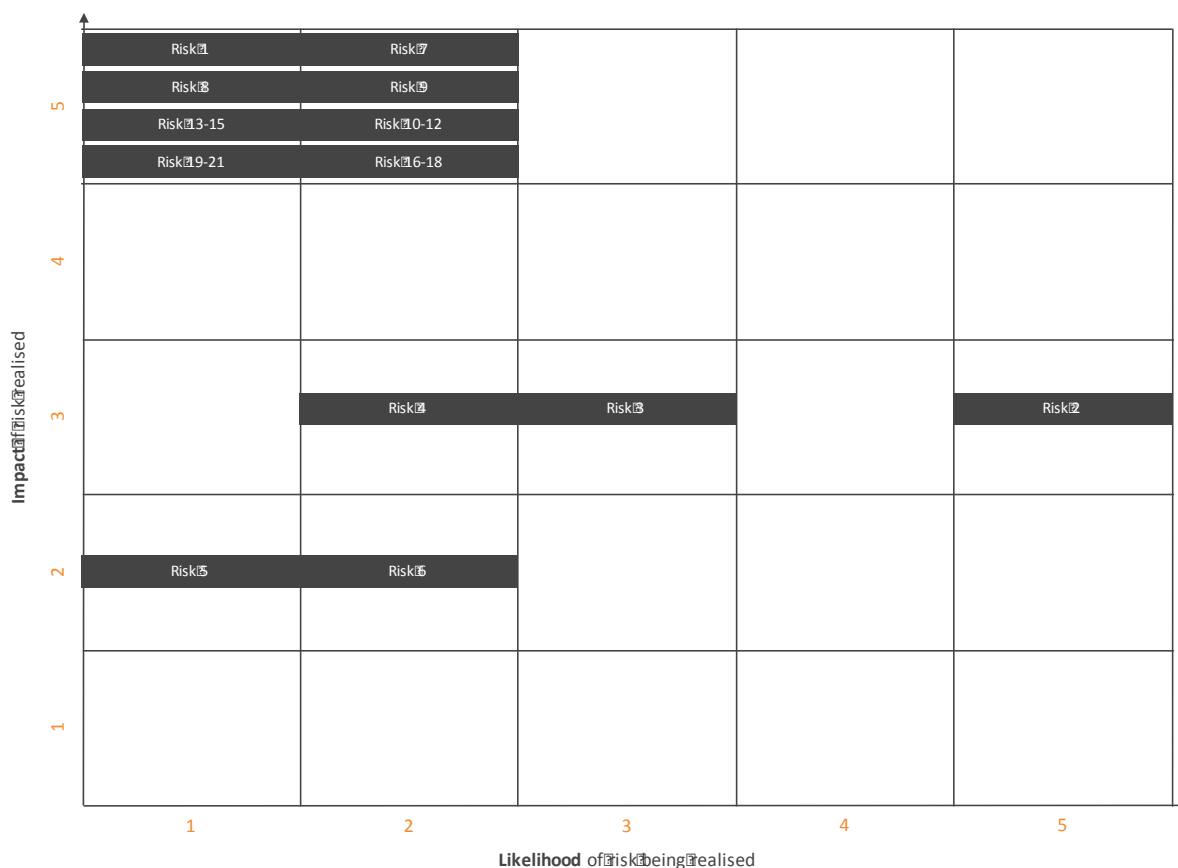 Risk 1 Risk 7
Risk 8 Risk 9
Risk 13-15 Risk 10-12
Risk 19-21 Risk 16-18
5
4
Impact of risk realised
3
Risk 4 Risk 3 Risk 2
2
Risk 5 Risk 6
1
1 2 3 4 5
Likelihood of risk being realised